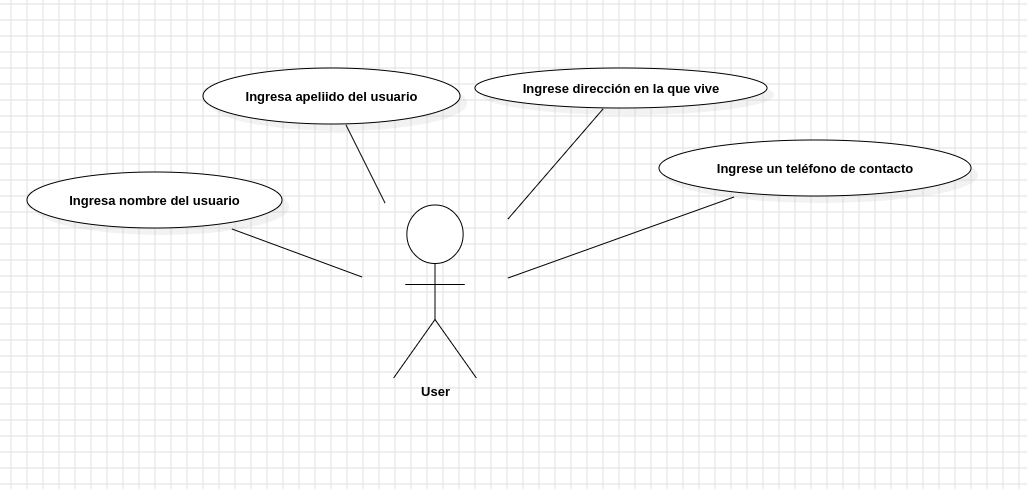 Ingresa apeliido del usuario
Ingrese dirección en la que vive
Ingrese un teléfono de contacto
Ingresa nombre del usuario
User